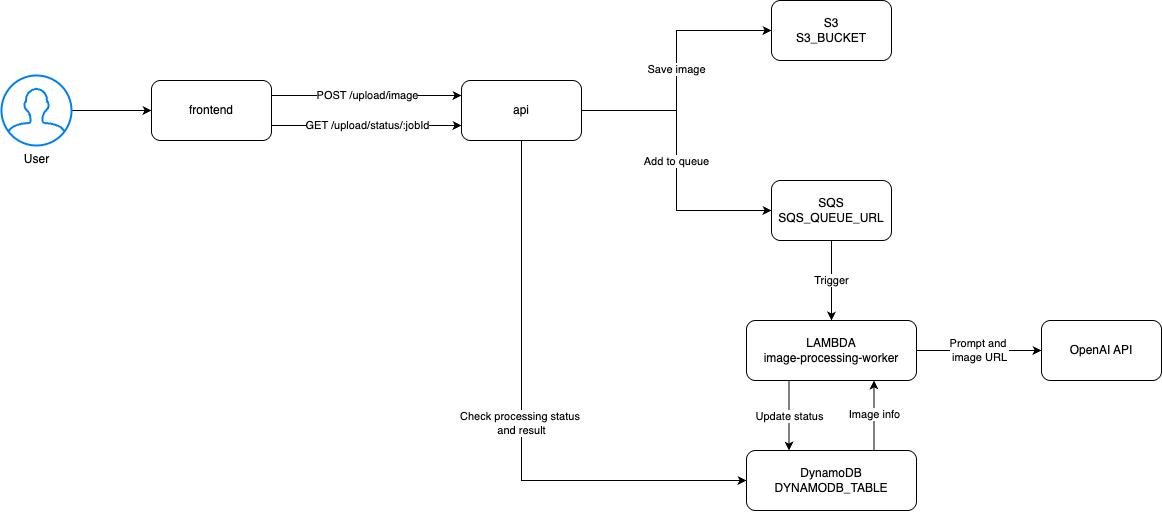 S3
S3_BUCKET
Save image
User
frontend
POST /upload/image
GET /upload/status/:jobId
api
Add to queue
SQS
SQS_QUEUE_URL
Trigger
LAMBDA
image-processing-worker
Prompt and
image URL
OpenAI API
Update status
Image info
Check processing status
and result
DynamoDB
DYNAMODB_TABLE